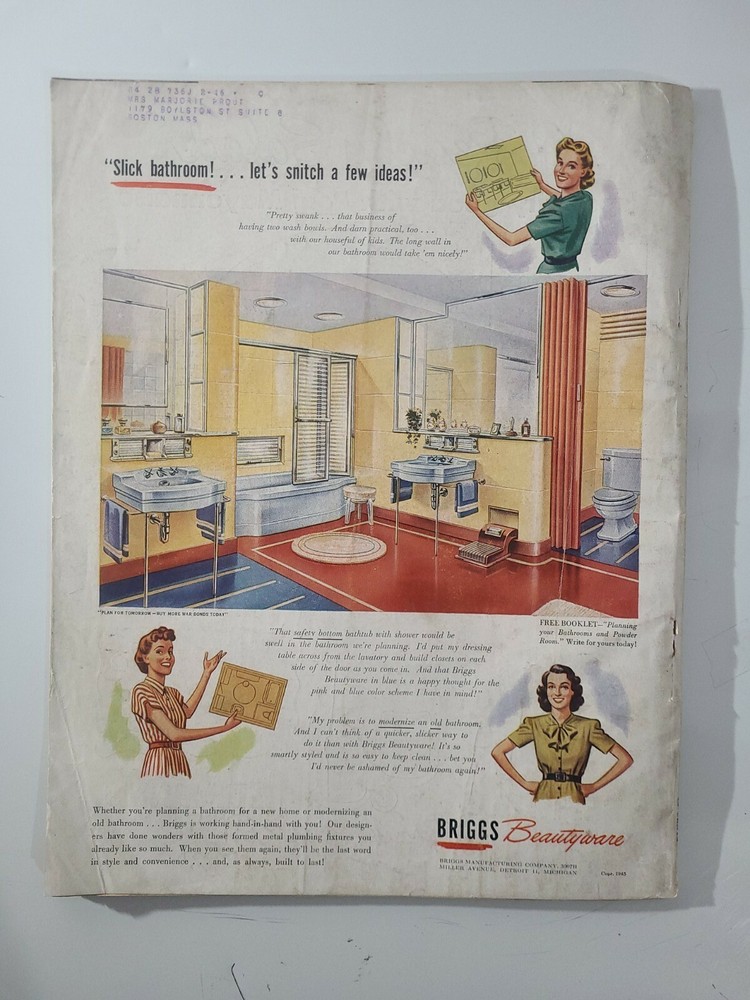 MRS MARJORIE PROUT
1179 BOYLSTON ST SUITE 8
BOSTON MASS
"Slick bathroom! . . . let's snitch a few ideas!"
"Pretty swank . . . that business of
having two wash bowls. And darn practical, too . . .
with our houseful of kids. The long wall in
our bathroom would take 'em nicely!"
"PLAN FOR TOMORROW—BUY MORE WAR BONDS TODAY"
FREE BOOKLET—"Planning
your Bathrooms and Powder
Room." Write for yours today!
"That safety bottom bathtub with shower would be
swell in the bathroom we're planning. I'd put my dressing
table across from the lavatory and build closets on each
side of the door as you come in. And that Briggs
Beautyware in blue is a happy thought for the
pink and blue color scheme I have in mind!"
"My problem is to modernize an old bathroom.
And I can't think of a quicker, slicker way to
do it than with Briggs Beautyware! It's so
smartly styled and is so easy to keep clean . . . bet you
I'd never be ashamed of my bathroom again!"
Whether you're planning a bathroom for a new home or modernizing an
old bathroom . . . Briggs is working hand-in-hand with you! Our design-
ers have done wonders with those formed metal plumbing fixtures you
already like so much. When you see them again, they'll be the last word
in style and convenience . . . and, as always, built to last!
BRIGGS Beautyware
BRIGGS MANUFACTURING COMPANY,
MILLER AVENUE, DETROIT 11, MICHIGAN
Copr. 1945